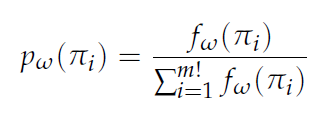 p_ω(π_i) = f_ω(π_i) / ∑_{i=1}^{m!} f_ω(π_i)